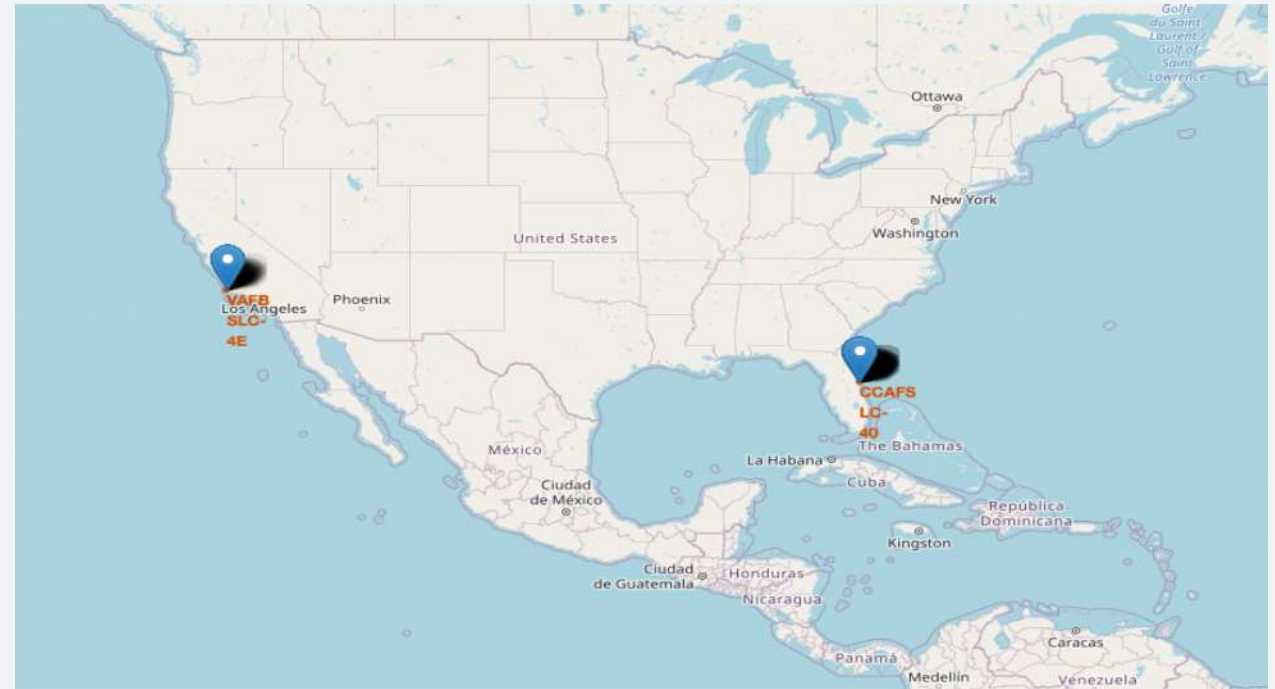 Golfe
du Saint-
Laurent /
Gulf of
Saint
Lawrence
Ottawa
New York
Washington
United States
VAFB
SLC-
4E
Los Angeles
Phoenix
CCAFS
LC-
40
The Bahamas
México
La Habana
Cuba
Ciudad
de México
República
Dominicana
Kingston
Ciudad
de Guatemala
Honduras
Nicaragua
Caracas
Panamá
Medellín
Venezuela